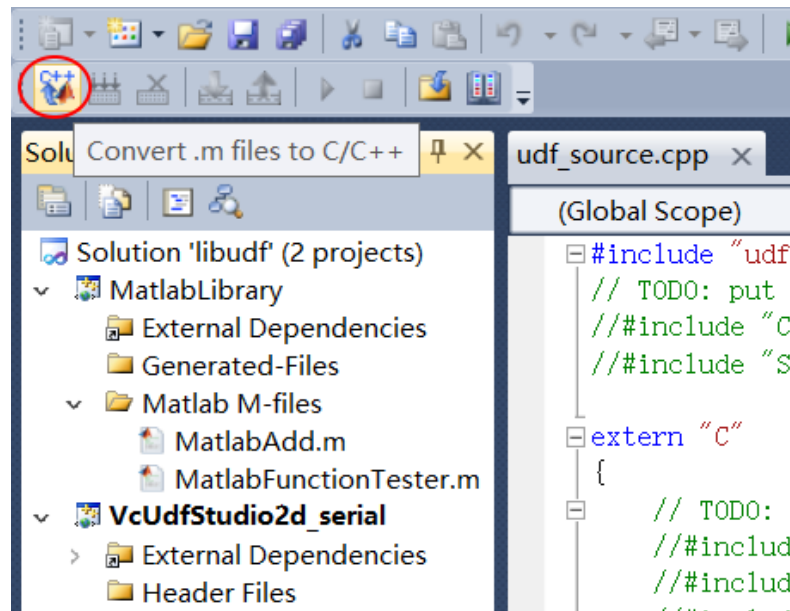 C++
Convert .m files to C/C++
Solu
udf_source.cpp
(Global Scope)
Solution 'libudf' (2 projects)
MatlabLibrary
External Dependencies
Generated-Files
Matlab M-files
MatlabAdd.m
MatlabFunctionTester.m
VcUdfStudio2d_serial
External Dependencies
Header Files
#include "udf
// TODO: put
//#include "C
//#include "S
extern "C"
{
// TODO:
//#includ
//#includ